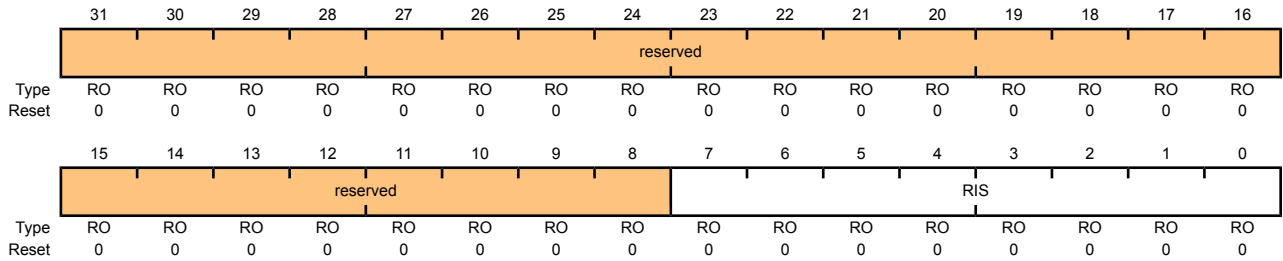 31 30 29 28 27 26 25 24 23 22 21 20 19 18 17 16
reserved
Type RO RO RO RO RO RO RO RO RO RO RO RO RO RO RO RO
Reset 0 0 0 0 0 0 0 0 0 0 0 0 0 0 0 0
15 14 13 12 11 10 9 8 7 6 5 4 3 2 1 0
reserved RIS
Type RO RO RO RO RO RO RO RO RO RO RO RO RO RO RO RO
Reset 0 0 0 0 0 0 0 0 0 0 0 0 0 0 0 0